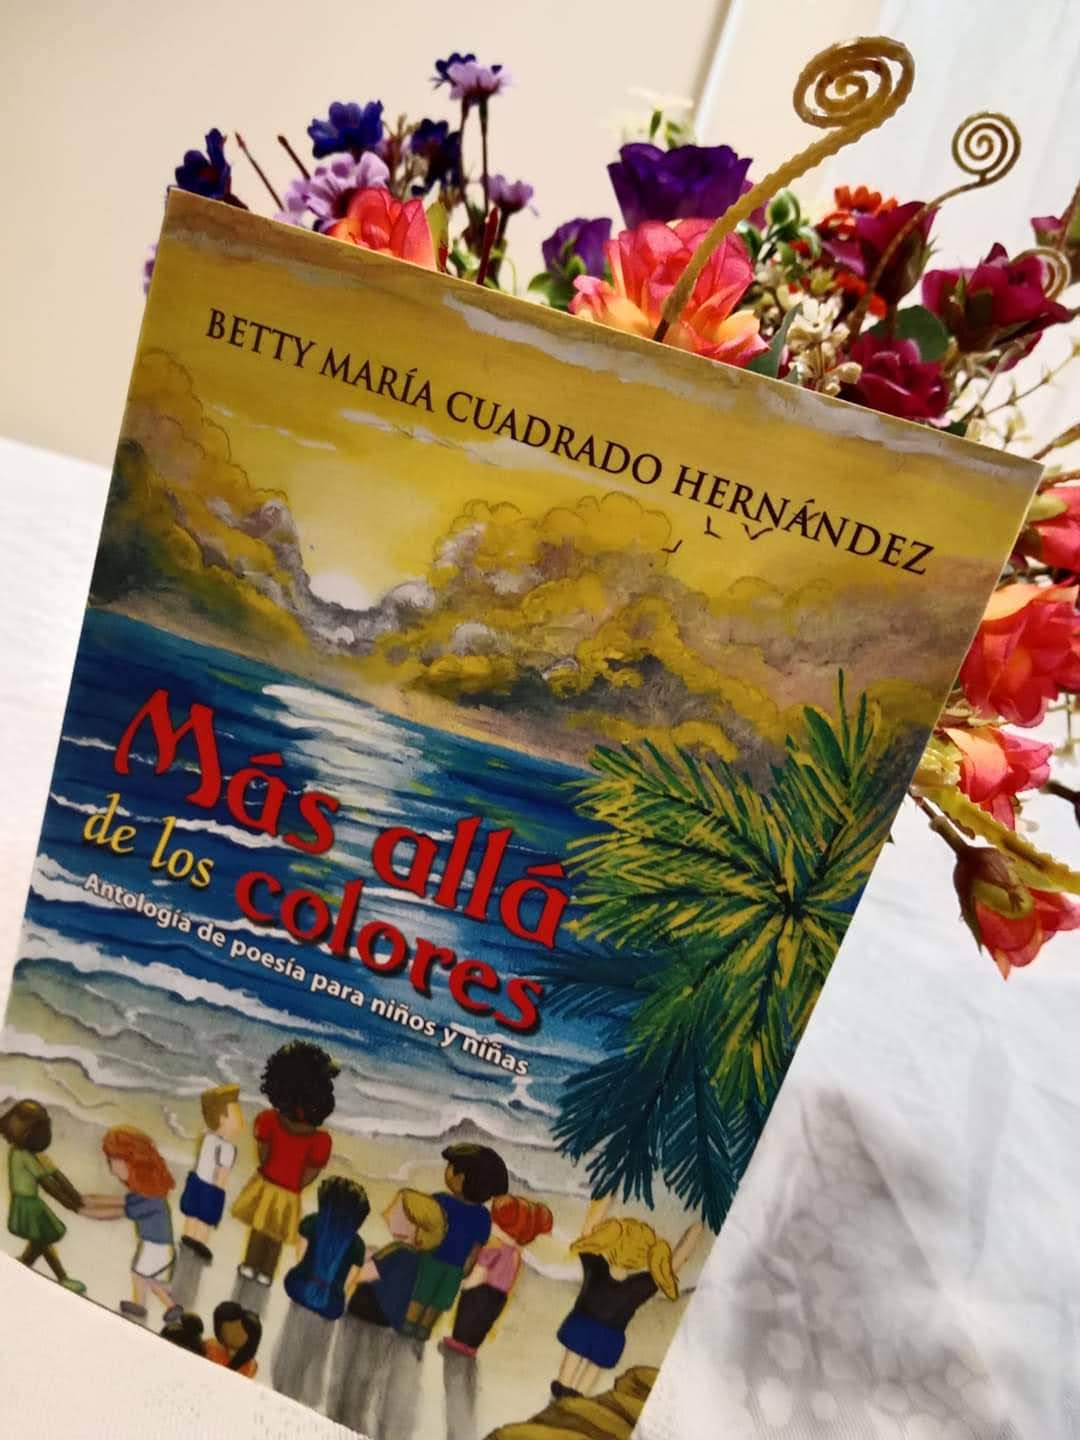 BETTY MARÍA CUADRADO HERNÁNDEZ
Más allá
de los colores
Antología de poesía para niños y niñas